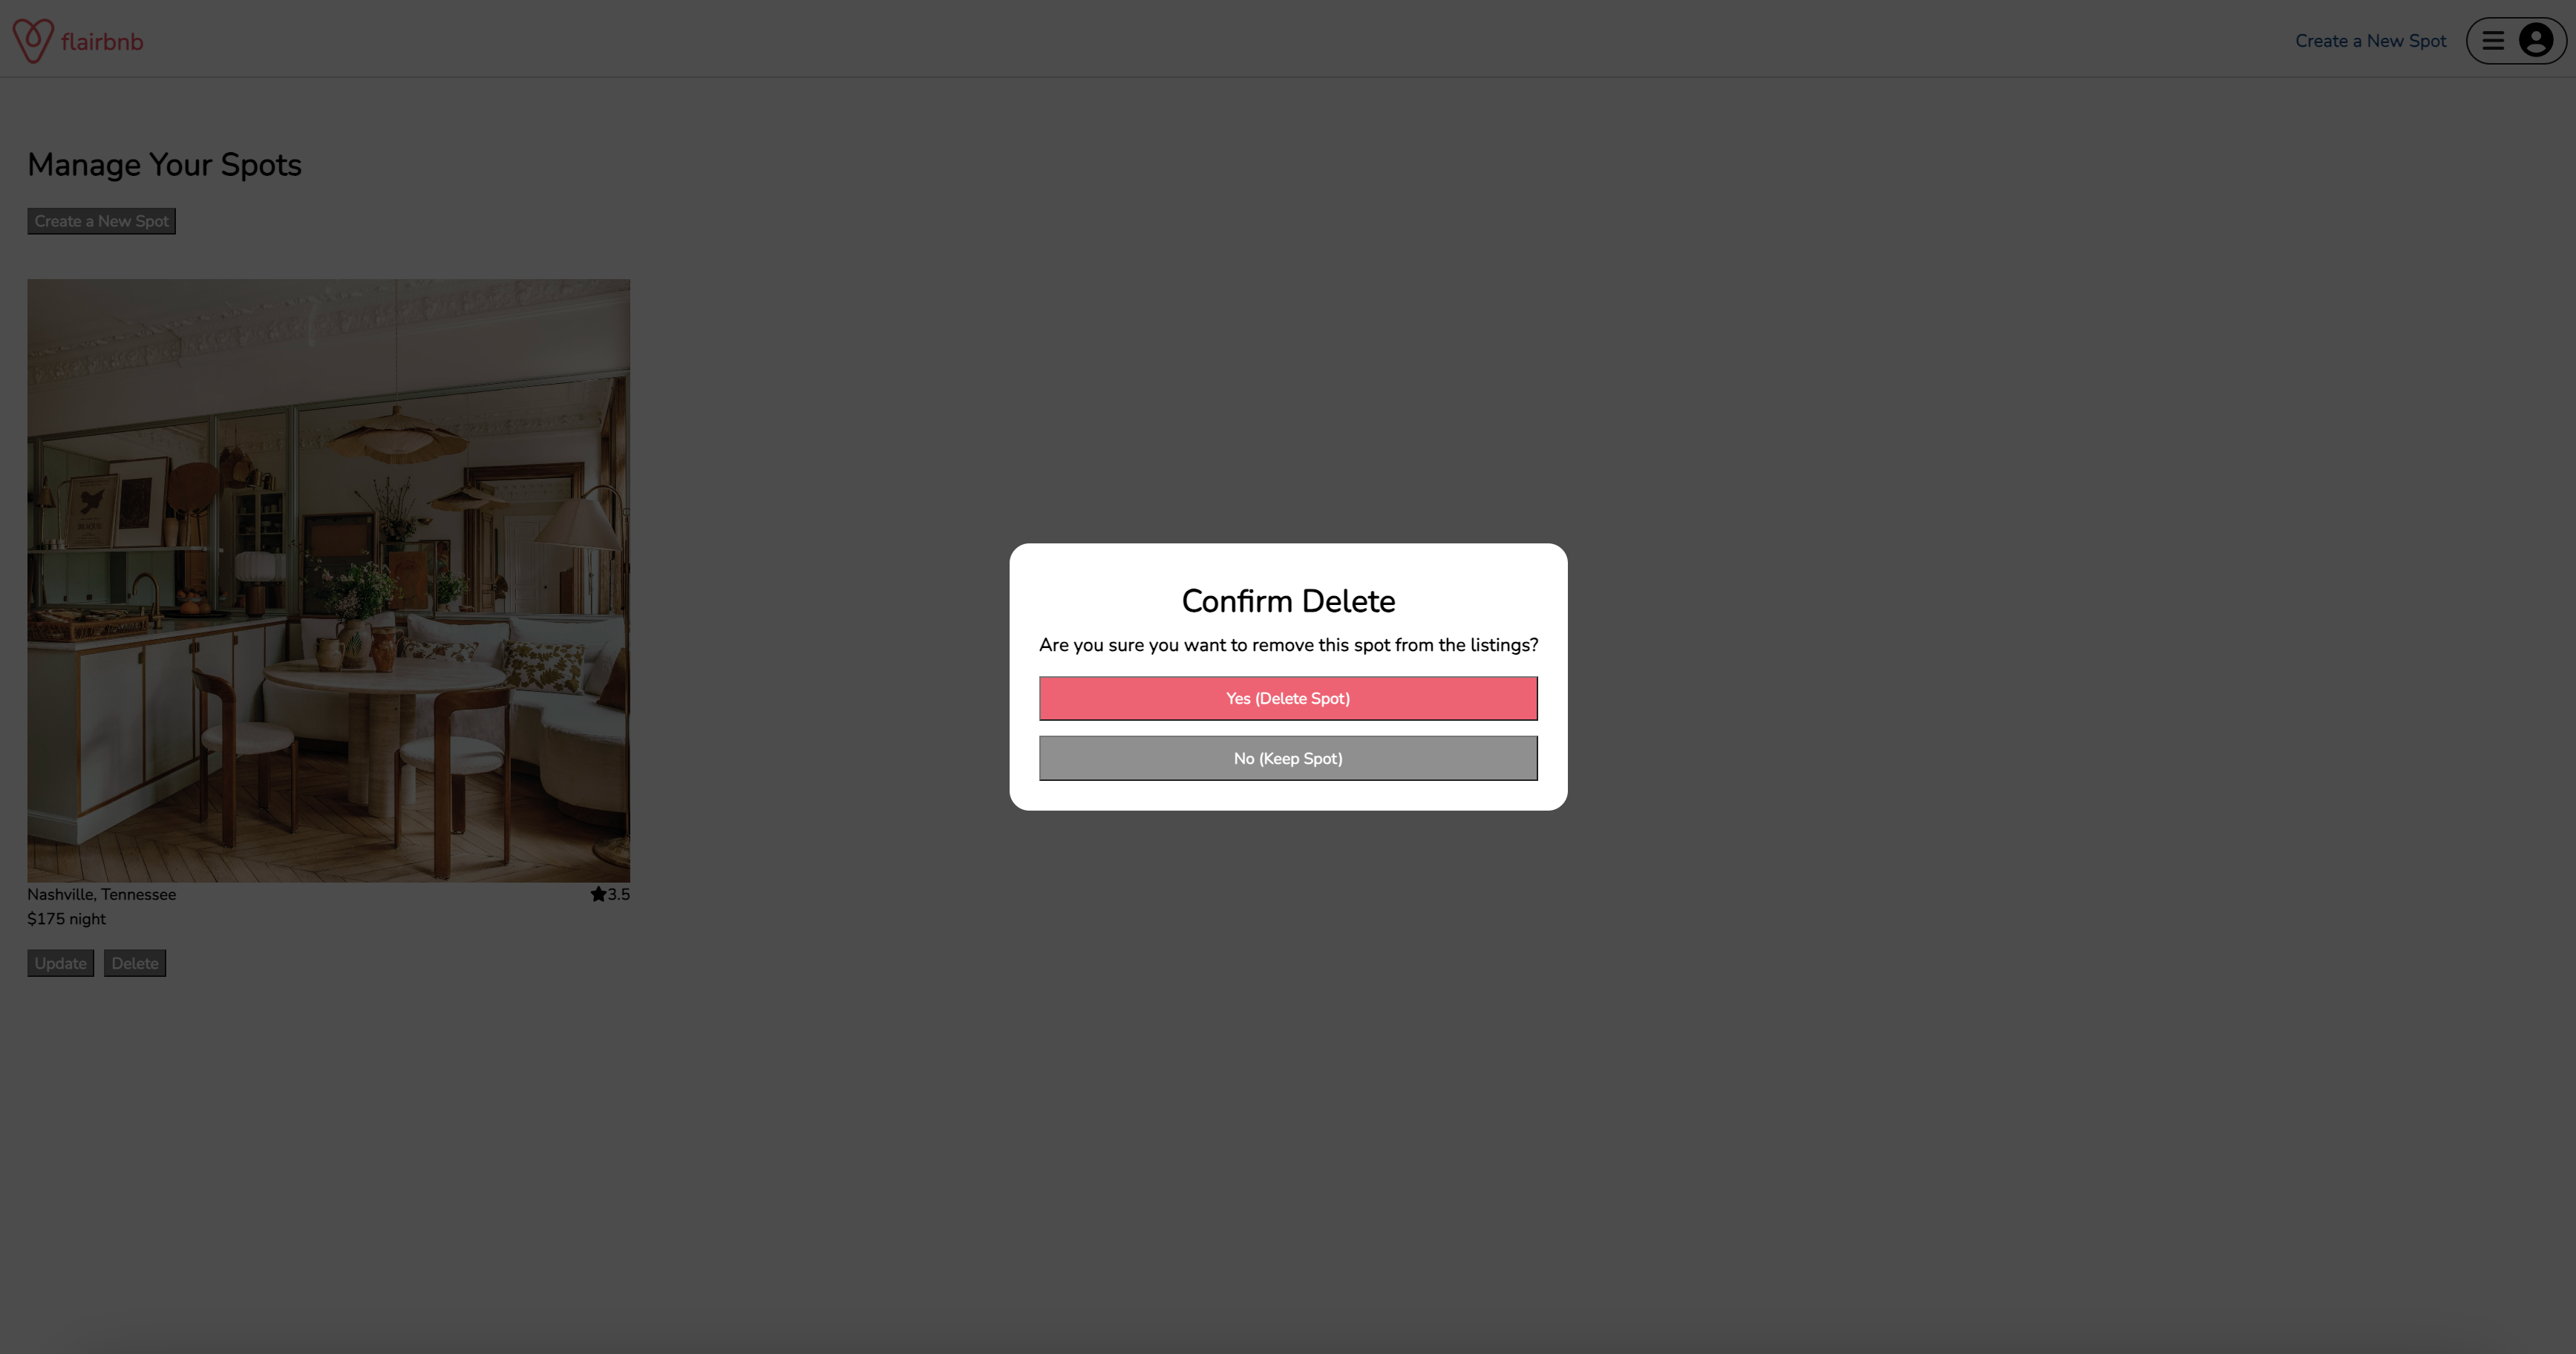 flairbnb
Create a New Spot
Manage Your Spots
Create a New Spot
Confirm Delete
Are you sure you want to remove this spot from the listings?
Yes (Delete Spot)
No (Keep Spot)
Nashville, Tennessee
3.5
$175 night
Update
Delete